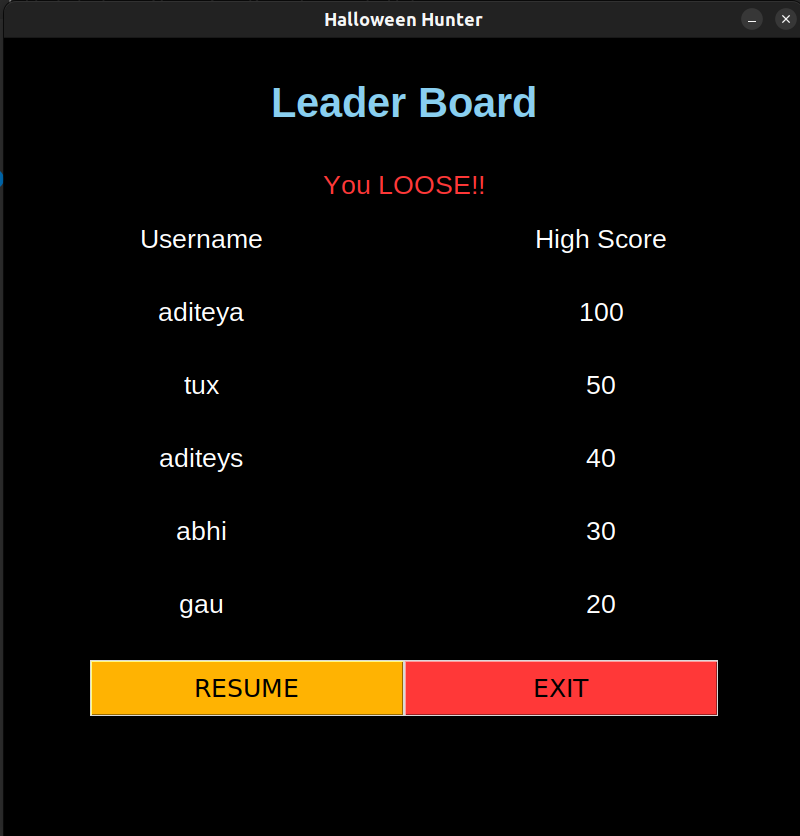 Halloween Hunter
Leader Board
You LOOSE!!
Username High Score
aditeya 100
tux 50
aditeys 40
abhi 30
gau 20
RESUME EXIT